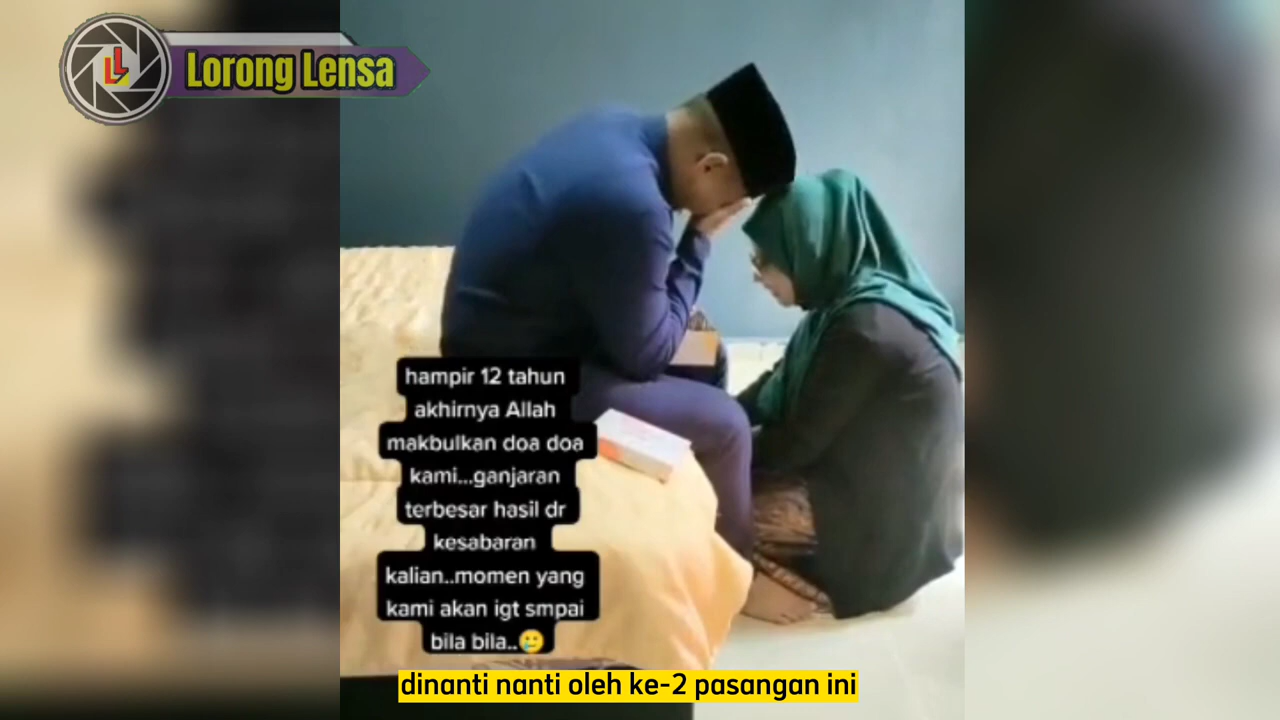 Lorong Lensa
hampir 12 tahun
akhirnya Allah
makbulkan doa doa
kami...ganjaran
terbesar hasil dr
kesabaran
kalian..momen yang
kami akan igt smpai
bila bila..🥲
dinanti nanti oleh ke-2 pasangan ini